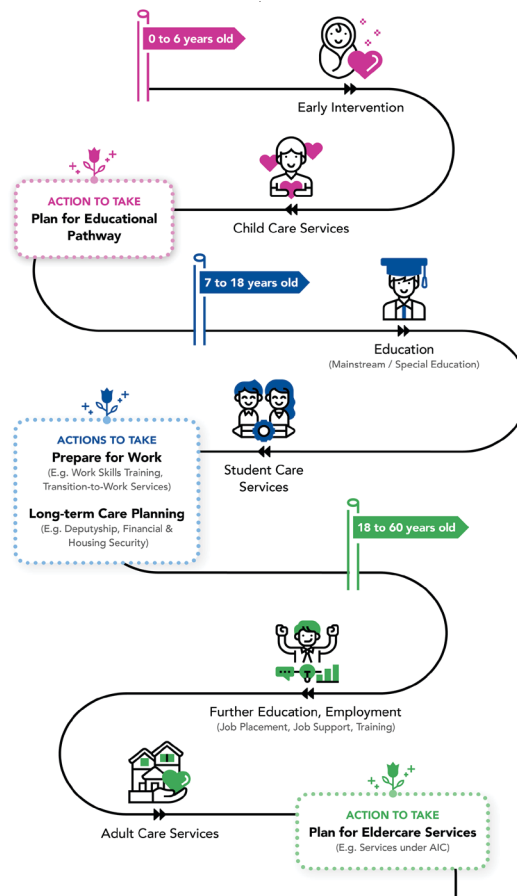 0 to 6 years old
Early Intervention
Child Care Services
ACTION TO TAKE
Plan for Educational
Pathway
7 to 18 years old
Education
(Mainstream / Special Education)
Student Care
Services
ACTIONS TO TAKE
Prepare for Work
(E.g. Work Skills Training,
Transition-to-Work Services)
Long-term Care Planning
(E.g. Deputyship, Financial &
Housing Security)
18 to 60 years old
Further Education, Employment
(Job Placement, Job Support, Training)
Adult Care Services
ACTION TO TAKE
Plan for Eldercare Services
(E.g. Services under AIC)